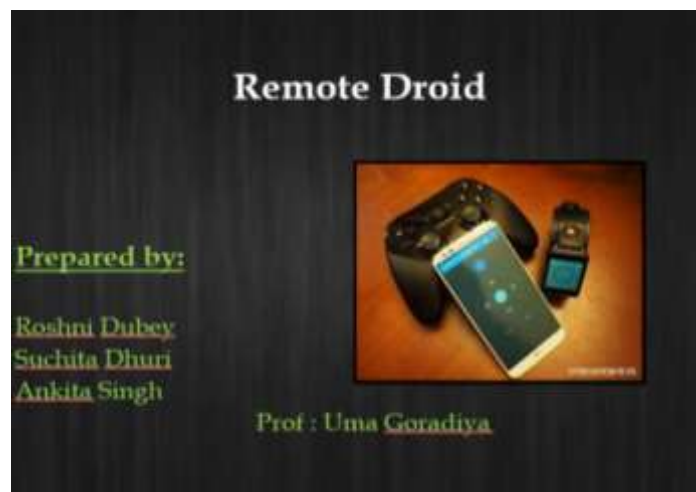 Remote Droid
Prepared by:
Roshni Dubey
Suchita Dhuri
Ankita Singh
Prof : Uma Goradiya